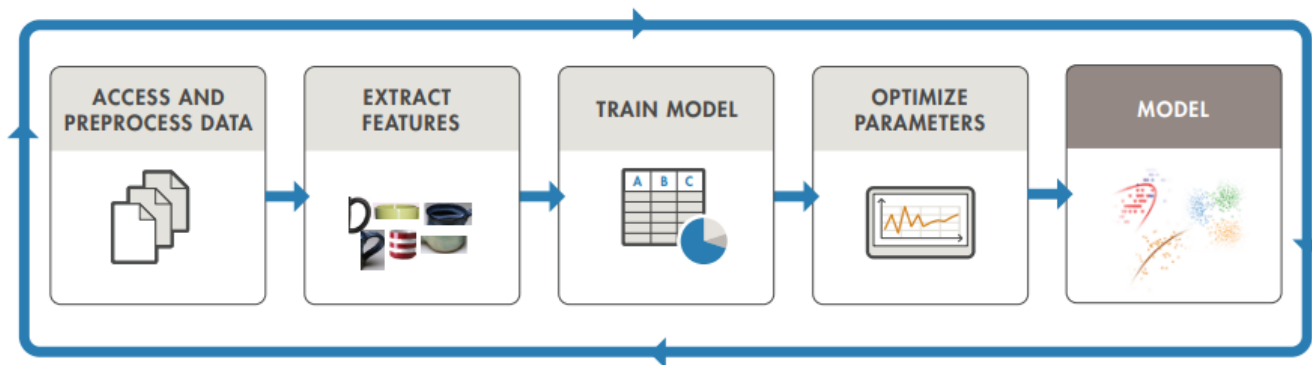 ACCESS AND
PREPROCESS DATA
EXTRACT
FEATURES
TRAIN MODEL
A B C
OPTIMIZE
PARAMETERS
MODEL